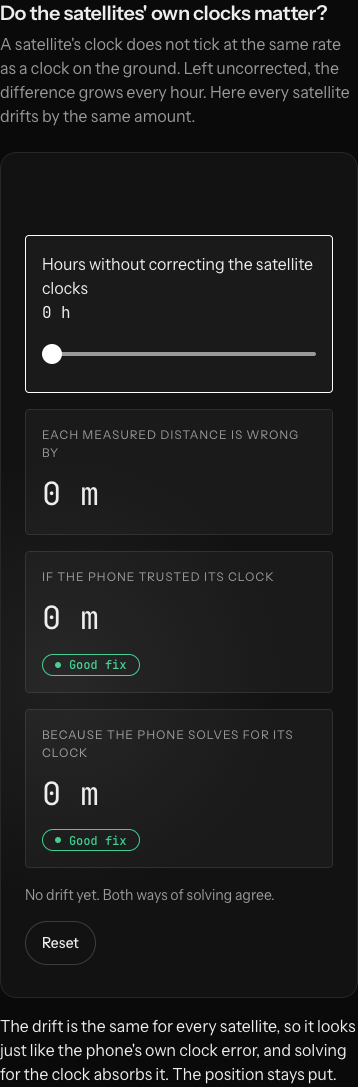 Do the satellites' own clocks matter?
A satellite's clock does not tick at the same rate
as a clock on the ground. Left uncorrected, the
difference grows every hour. Here every satellite
drifts by the same amount.
Hours without correcting the satellite
clocks
0 h
EACH MEASURED DISTANCE IS WRONG
BY
0 m
IF THE PHONE TRUSTED ITS CLOCK
0 m
Good fix
BECAUSE THE PHONE SOLVES FOR ITS
CLOCK
0 m
Good fix
No drift yet. Both ways of solving agree.
Reset
The drift is the same for every satellite, so it looks
just like the phone's own clock error, and solving
for the clock absorbs it. The position stays put.